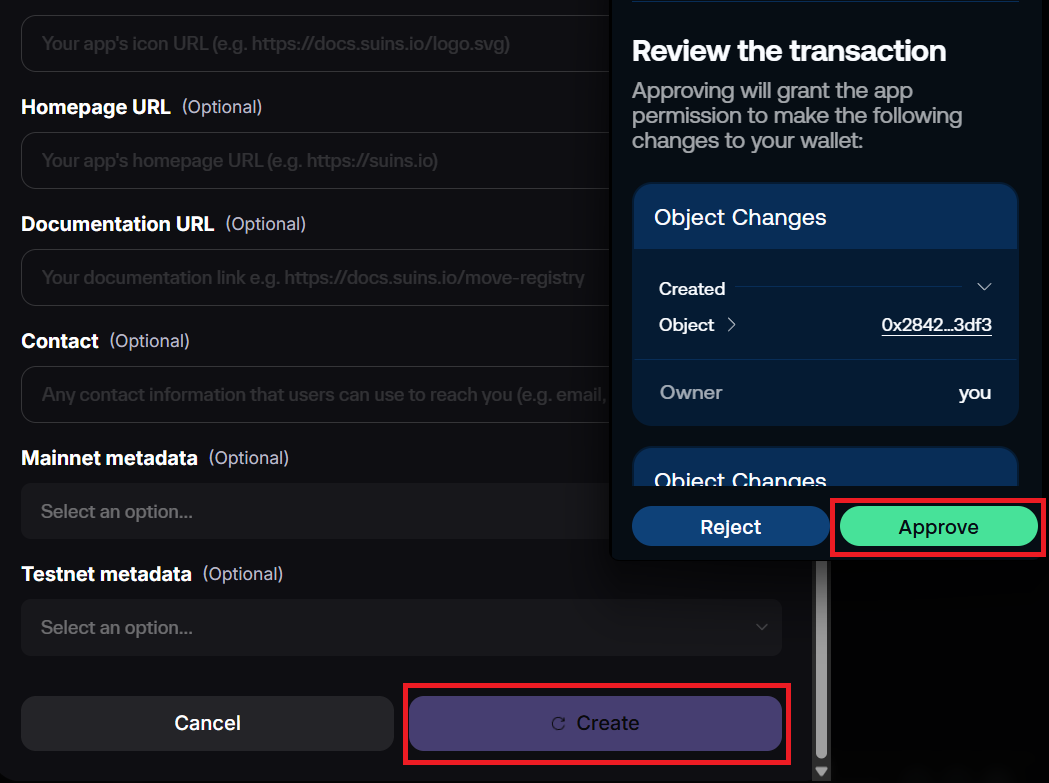 Your app's icon URL (e.g. https://docs.suins.io/logo.svg)
Homepage URL (Optional)
Your app's homepage URL (e.g. https://suins.io)
Documentation URL (Optional)
Your documentation link e.g. https://docs.suins.io/move-registry
Contact (Optional)
Any contact information that users can use to reach you (e.g. email,
Mainnet metadata (Optional)
Select an option...
Testnet metadata (Optional)
Select an option...
Cancel
Create
Review the transaction
Approving will grant the app
permission to make the following
changes to your wallet:
Object Changes
Created
Object 0x2842...3df3
Owner you
Object Changes
Reject
Approve